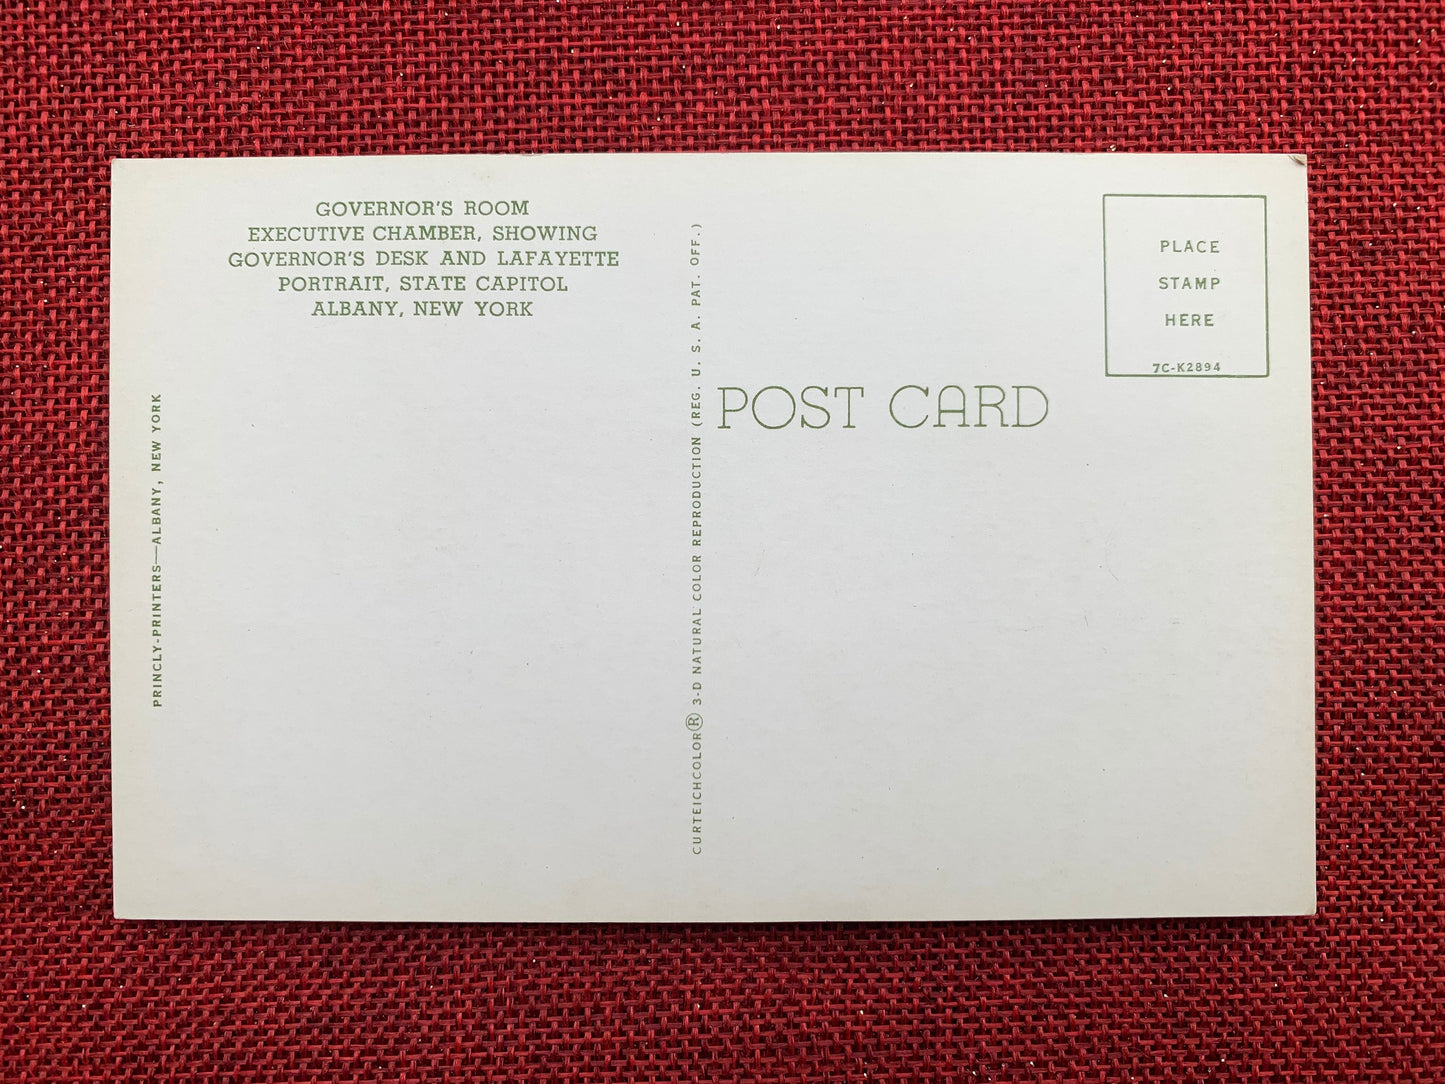 GOVERNOR'S ROOM
EXECUTIVE CHAMBER, SHOWING
GOVERNOR'S DESK AND LAFAYETTE
PORTRAIT, STATE CAPITOL
ALBANY, NEW YORK
PRINCLY-PRINTERS—ALBANY, NEW YORK
CURTEICHCOLOR® 3-D NATURAL COLOR REPRODUCTION (REG. U. S. A. PAT. OFF.)
POST CARD
PLACE
STAMP
HERE
7C-K2894